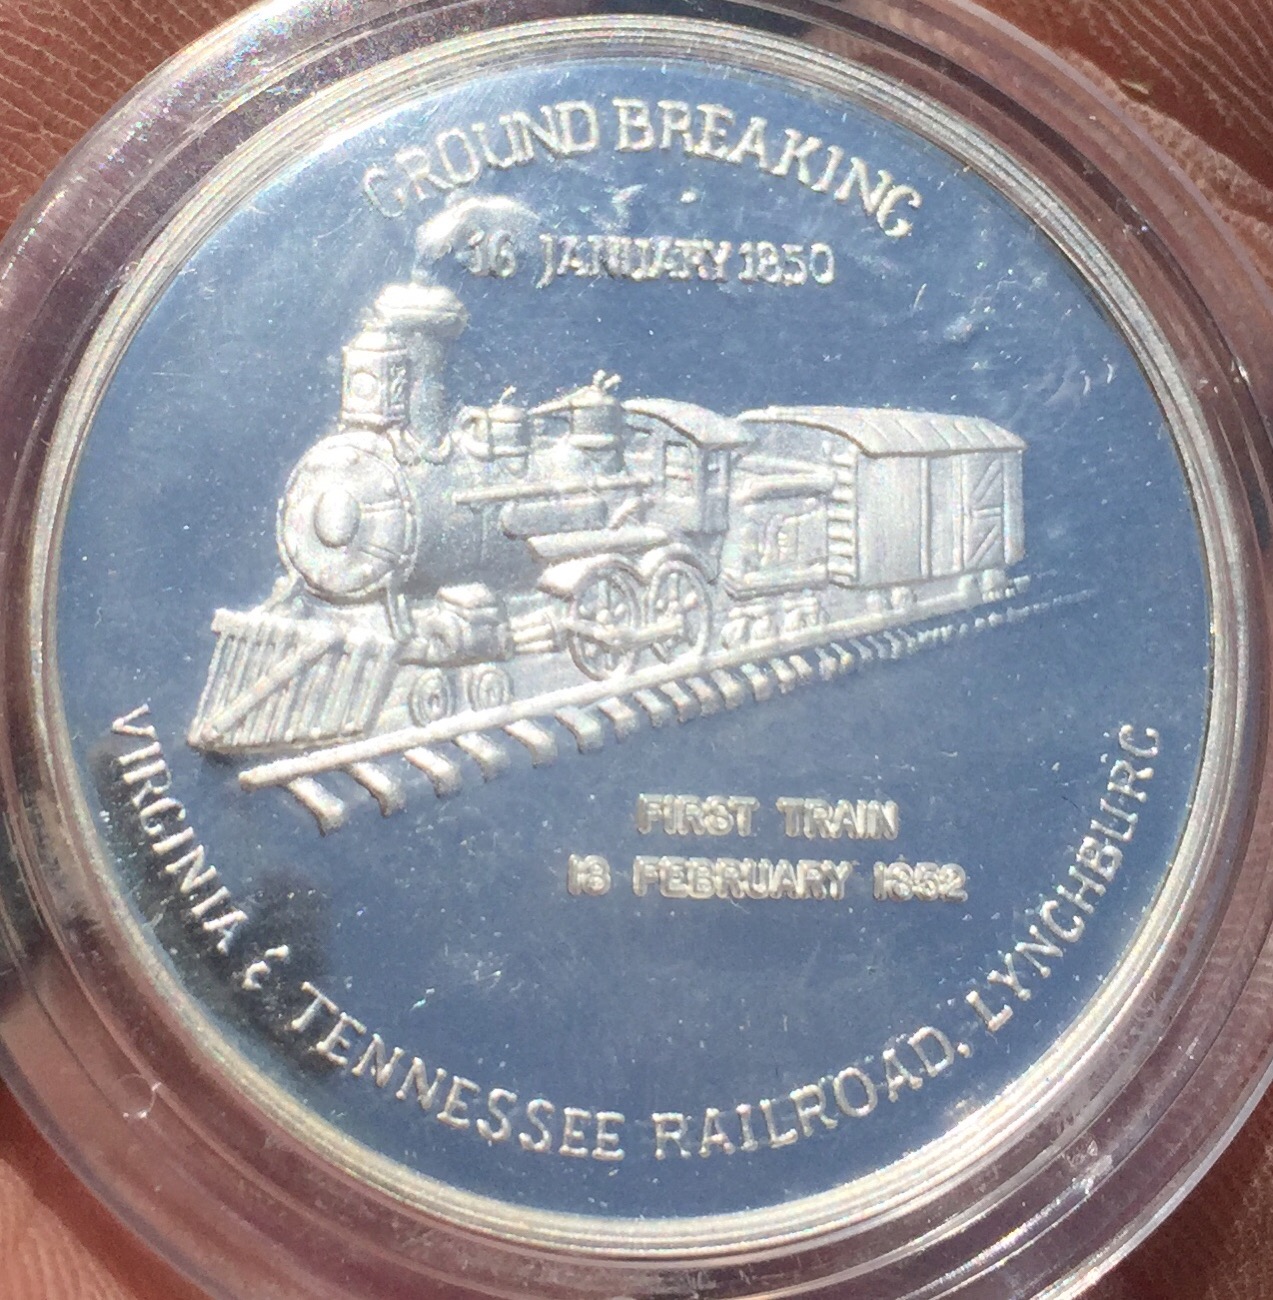 GROUND BREAKING
16 JANUARY 1850
FIRST TRAIN
18 FEBRUARY 1852
VIRGINIA & TENNESSEE RAILROAD, LYNCHBURG